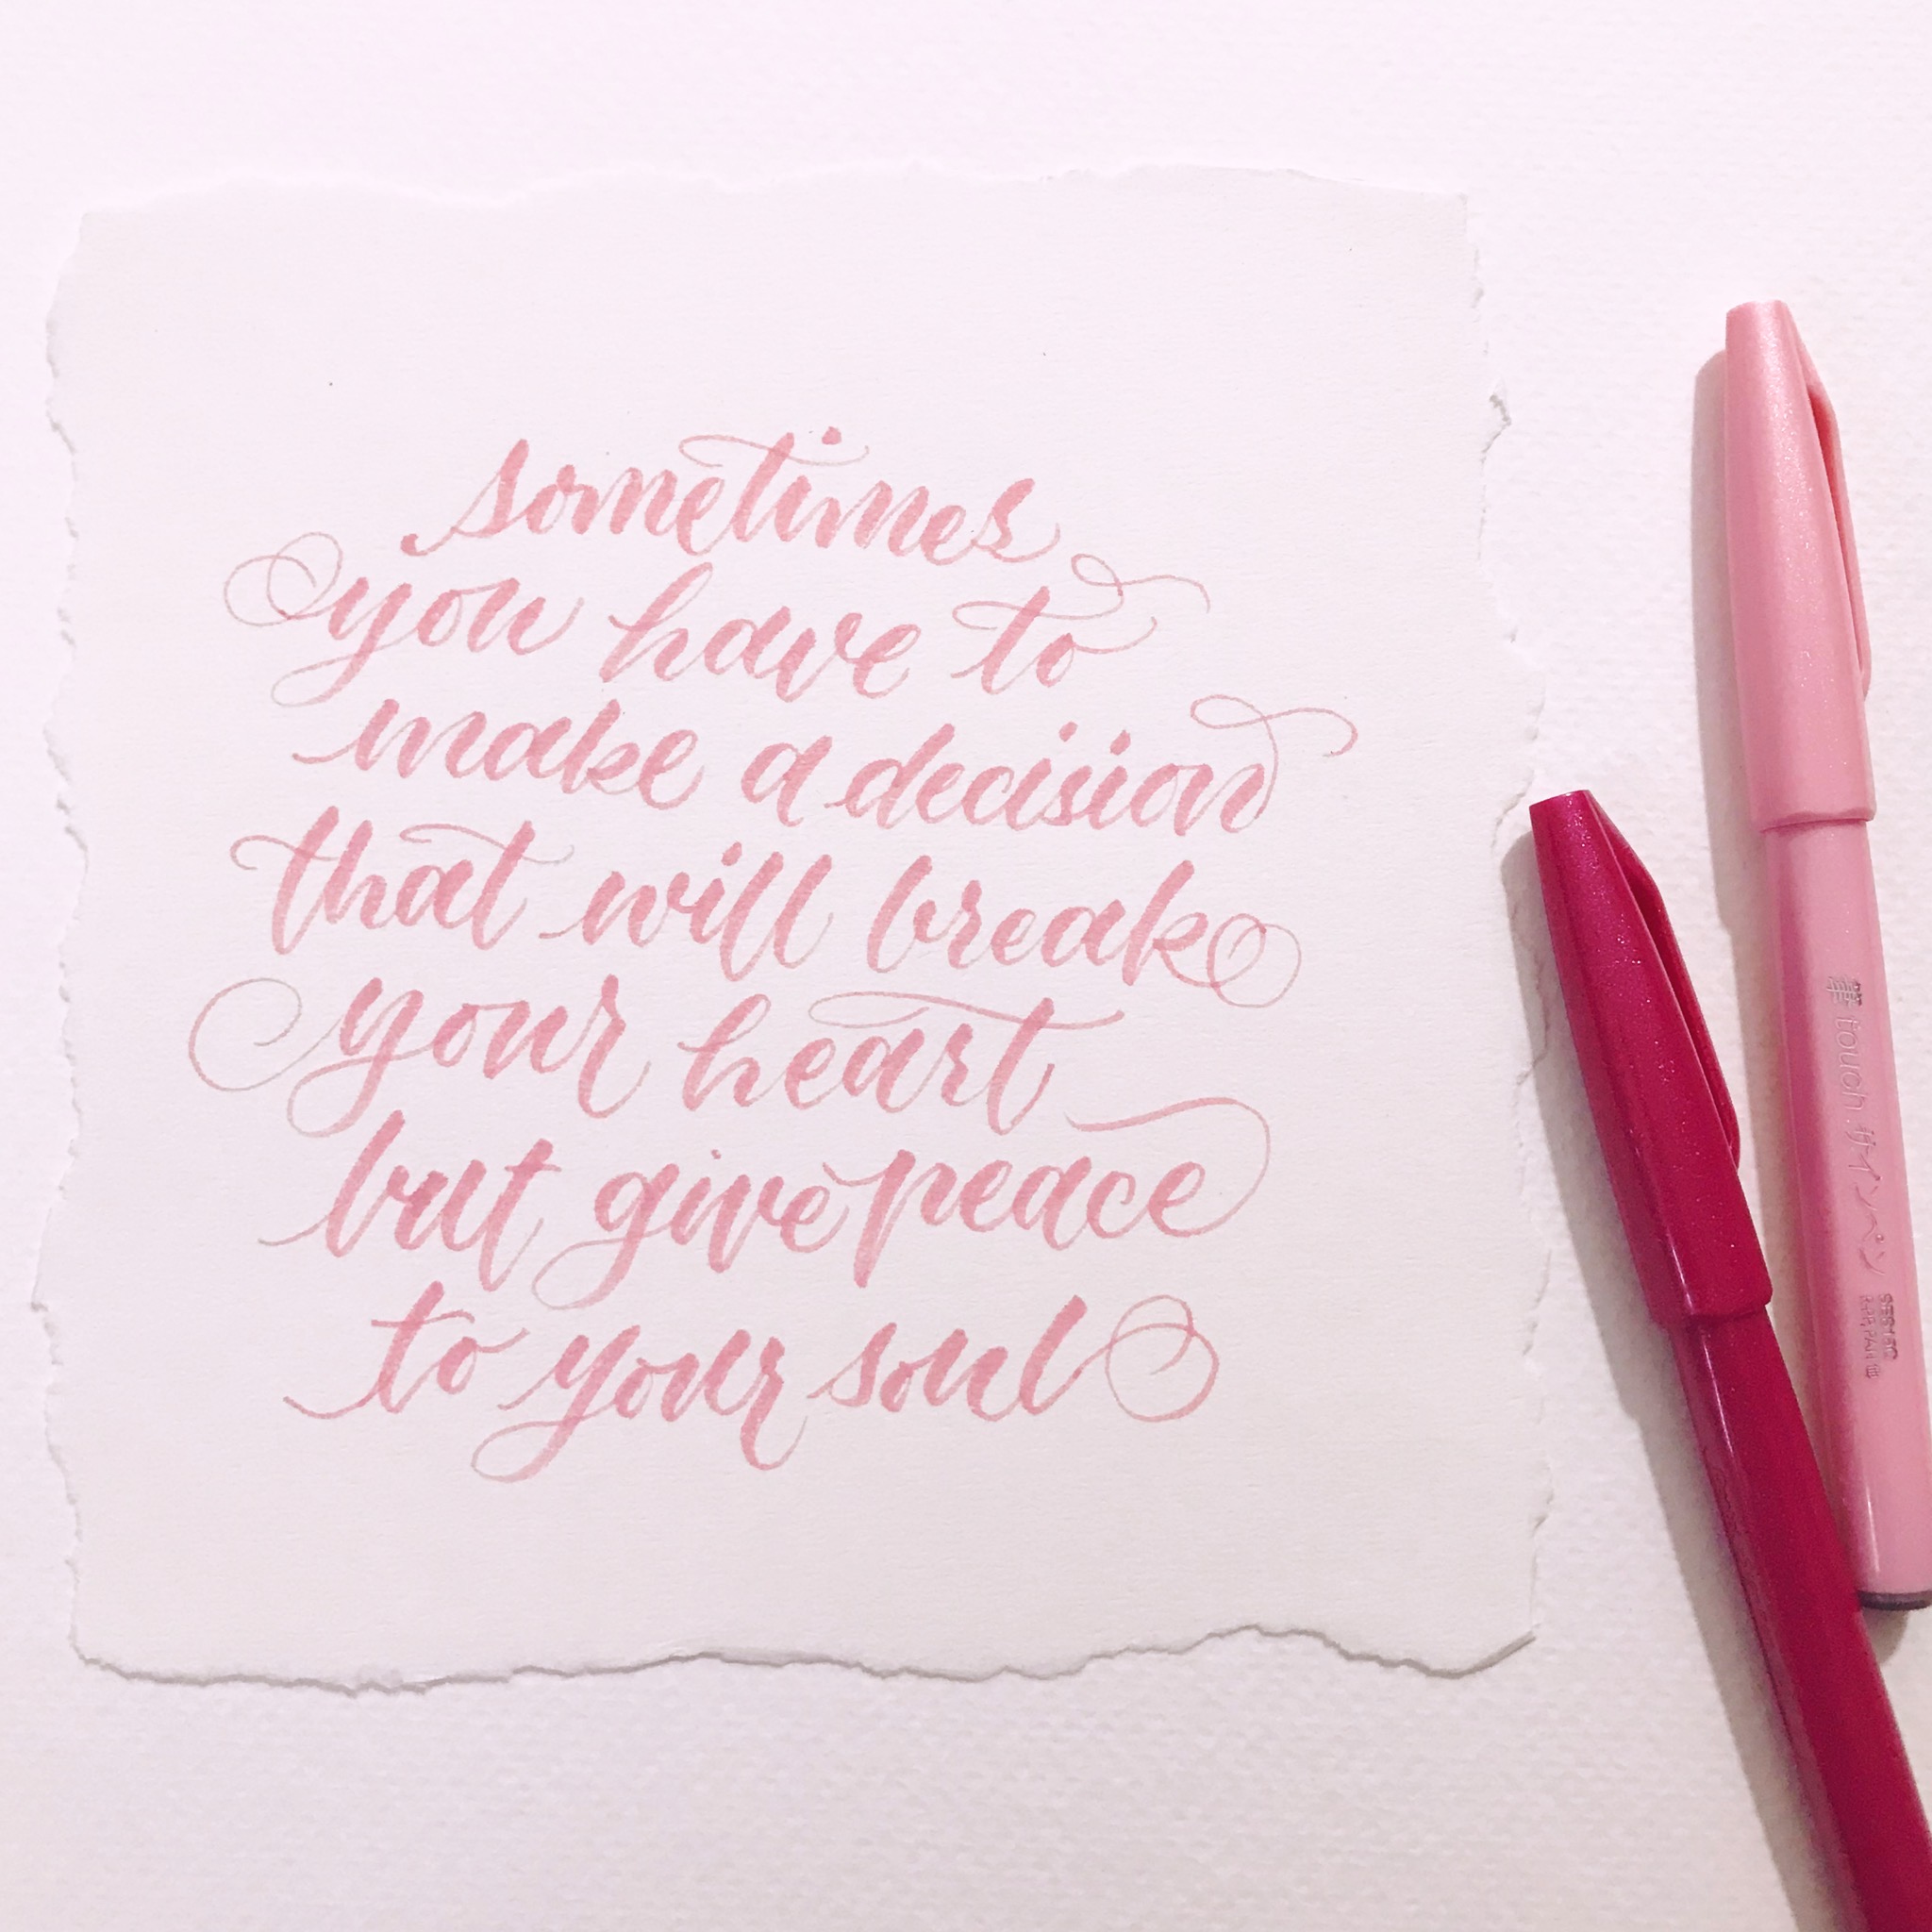 sometimes
you have to
make a decision
that will break
your heart
but give peace
to your soul
筆 touch サインペン
SES15C